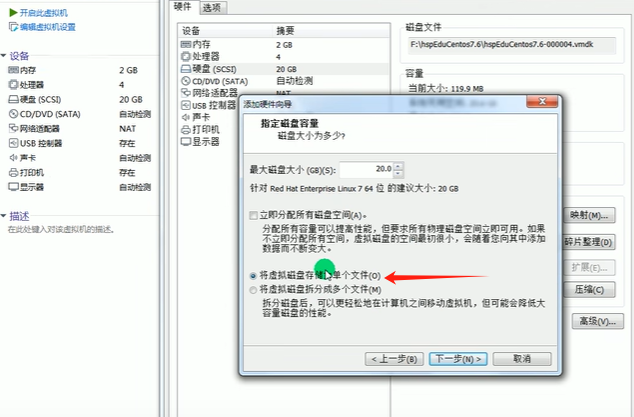 开启此虚拟机
编辑虚拟机设置
设备
内存 2 GB
处理器 4
硬盘 (SCSI) 20 GB
CD/DVD (SATA) 自动检测
网络适配器 NAT
USB 控制器 存在
声卡 自动检测
打印机 存在
显示器 自动检测
描述
在此处键入对该虚拟机的描述。
硬件 选项
设备 摘要
内存 2 GB
处理器 4
硬盘 (SCSI) 20 GB
CD/DVD (SATA) 自动检测
网络适配器 NAT
USB 控制器
声卡
打印机
显示器
磁盘文件
F:\hspEduCentos7.6\hspEduCentos7.6-000004.vmdk
容量
当前大小: 119.9 MB
映射(M)...
碎片整理(D)
扩展(E)...
压缩(C)
高级(V)...
添加硬件向导
指定磁盘容量
磁盘大小为多少?
最大磁盘大小 (GB)(S): 20.0
针对 Red Hat Enterprise Linux 7 64 位 的建议大小: 20 GB
立即分配所有磁盘空间(A)。
分配所有容量可以提高性能，但要求所有物理磁盘空间立即可用。如果
不立即分配所有空间，虚拟磁盘的空间最初很小，会随着您向其中添加
数据而不断变大。
将虚拟磁盘存储为单个文件(O)
将虚拟磁盘拆分成多个文件(M)
拆分磁盘后，可以更轻松地在计算机之间移动虚拟机，但可能会降低大
容量磁盘的性能。
< 上一步(B) 下一步(N) > 取消